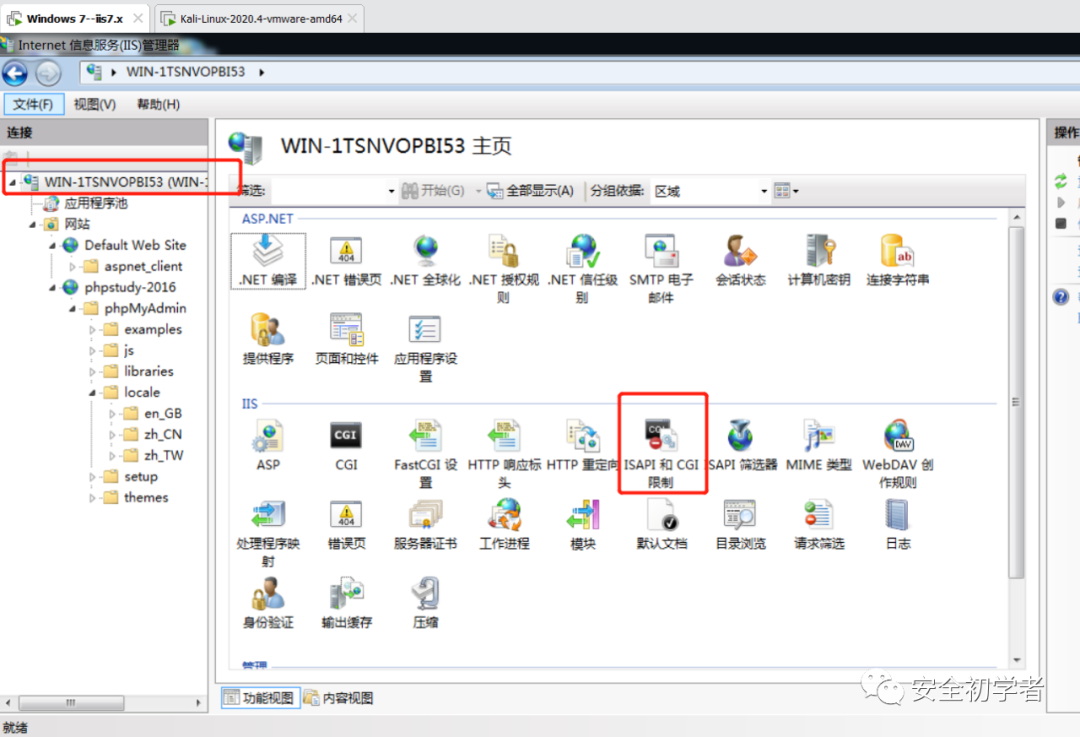 Windows 7--iis7.x
Kali-Linux-2020.4-vmware-amd64
Internet 信息服务(IIS)管理器
WIN-1TSNVOPBI53
文件(F) 视图(V) 帮助(H)
连接
WIN-1TSNVOPBI53 (WIN-1
应用程序池
网站
Default Web Site
aspnet_client
phpstudy-2016
phpMyAdmin
examples
js
libraries
locale
en_GB
zh_CN
zh_TW
setup
themes
WIN-1TSNVOPBI53 主页
筛选: 开始(G) 全部显示(A) 分组依据: 区域
ASP.NET
.NET 编译 .NET 错误页 .NET 全球化 .NET 授权规则 .NET 信任级别 SMTP 电子邮件 会话状态 计算机密钥 连接字符串
提供程序 页面和控件 应用程序设置
IIS
ASP CGI FastCGI 设置 HTTP 响应标头 HTTP 重定向 ISAPI 和 CGI 限制 ISAPI 筛选器 MIME 类型 WebDAV 创作规则
处理程序映射 错误页 服务器证书 工作进程 模块 默认文档 目录浏览 请求筛选 日志
身份验证 输出缓存 压缩
管理
功能视图 内容视图
操作
就绪
安全初学者